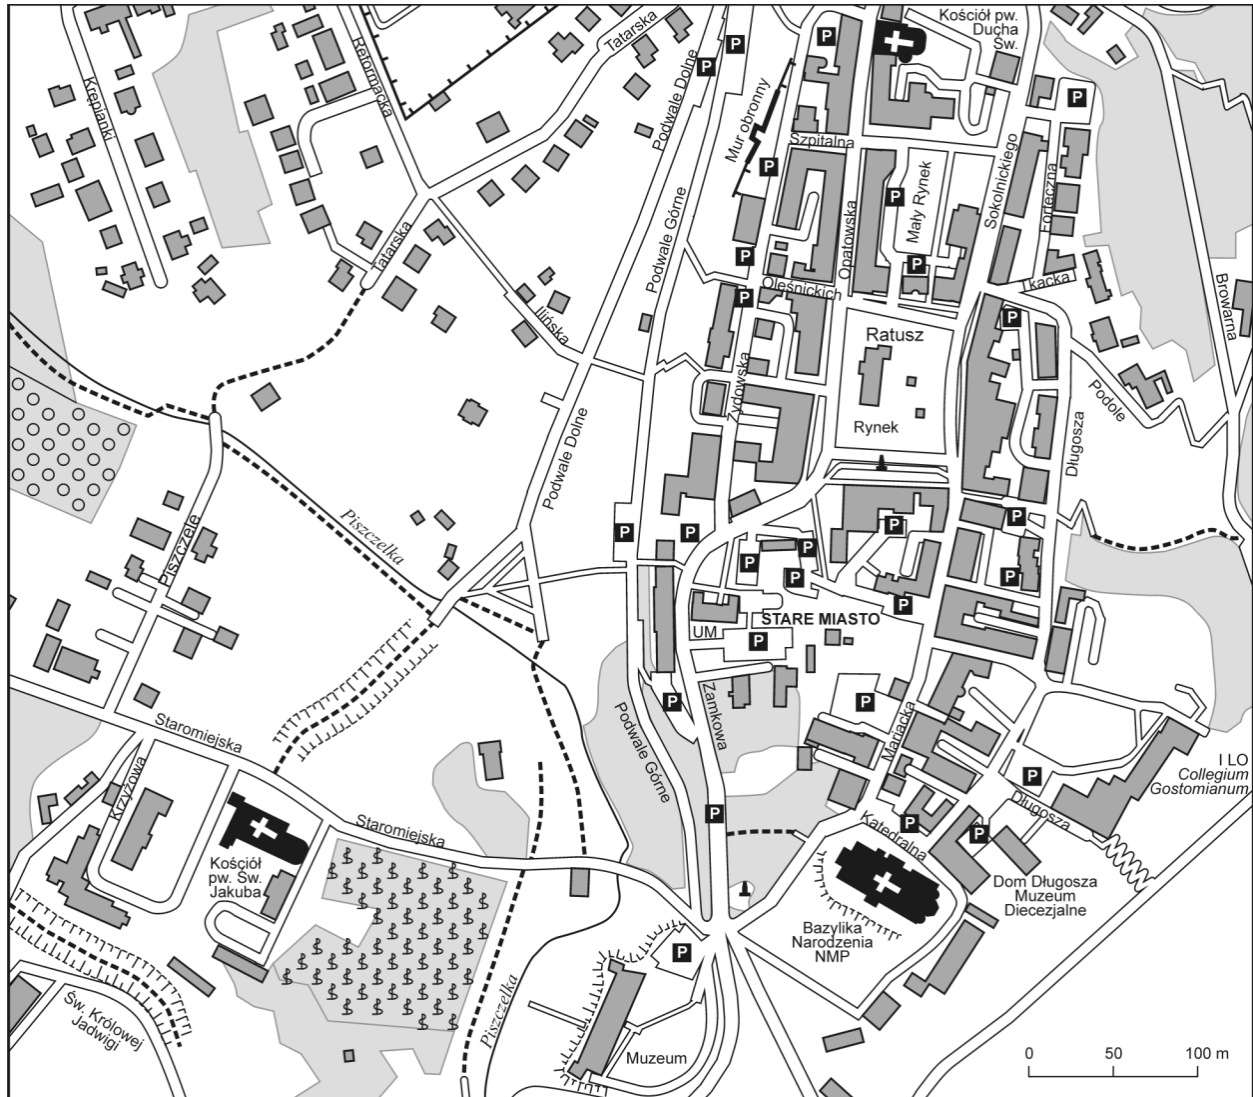 Kościół pw.
Ducha
Św.
Tatarska
Reformacka
Krępianki
Podwale Dolne
P
P
P
P
Mur obronny
Szpitalna
P
P
Mały Rynek
Sokolnickiego
Forteczna
Opatowska
Podwale Górne
Tatarska
P
P
Tkacka
Oleśnickich
P
P
Browarna
Ilińska
Ratusz
Żydowska
Podole
Rynek
Długosza
Podwale Dolne
Piszczelka
P
P
P
P
P
Piszczele
P
P
P
P
STARE MIASTO
UM
P
P
P
Zamkowa
Podwale Górne
Mariacka
Staromiejska
I LO
Collegium
Gostomianum
P
Krzyżowa
Długosza
P
P
P
Staromiejska
Katedralna
Kościół
pw. Św.
Jakuba
Dom Długosza
Muzeum
Diecezjalne
Bazylika
Narodzenia
NMP
P
Piszczelka
Św. Królowej
Jadwigi
Muzeum
0 50 100 m